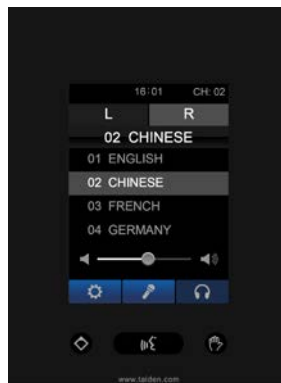 16:01 CH: 02
L R
02 CHINESE
01 ENGLISH
02 CHINESE
03 FRENCH
04 GERMANY
www.taiden.com